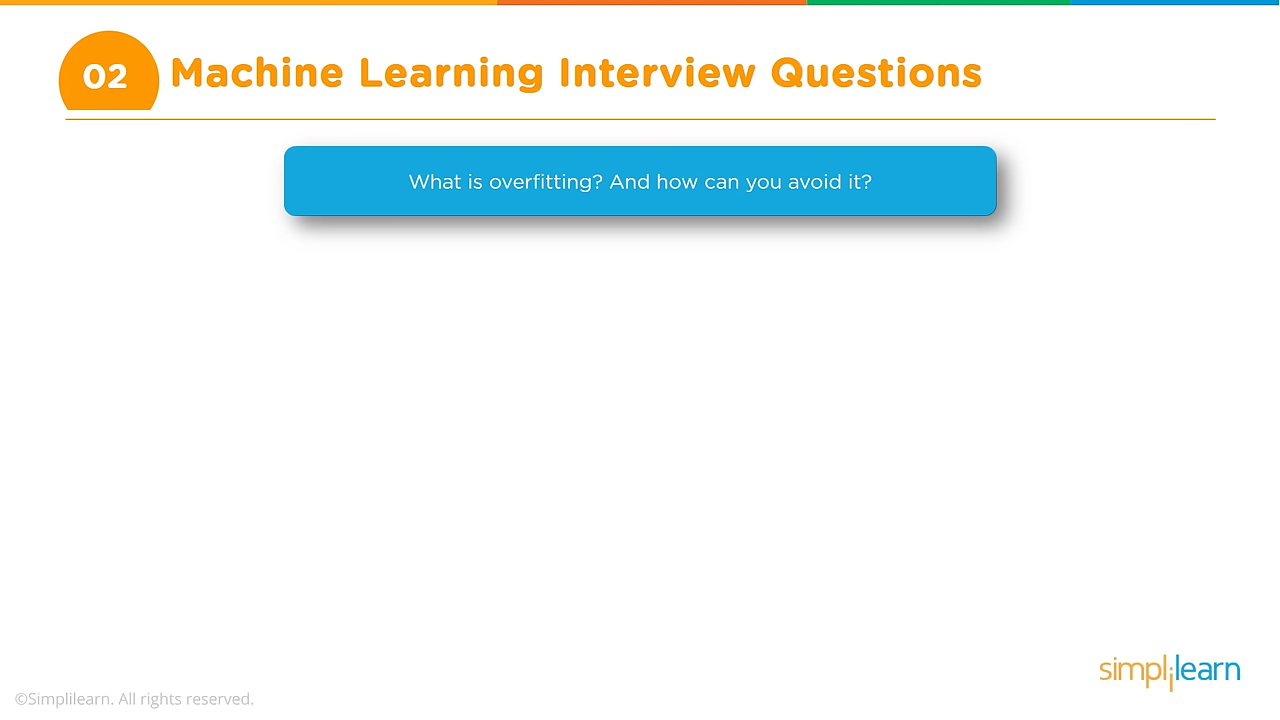 02
Machine Learning Interview Questions
What is overfitting? And how can you avoid it?
simplilearn
©Simplilearn. All rights reserved.